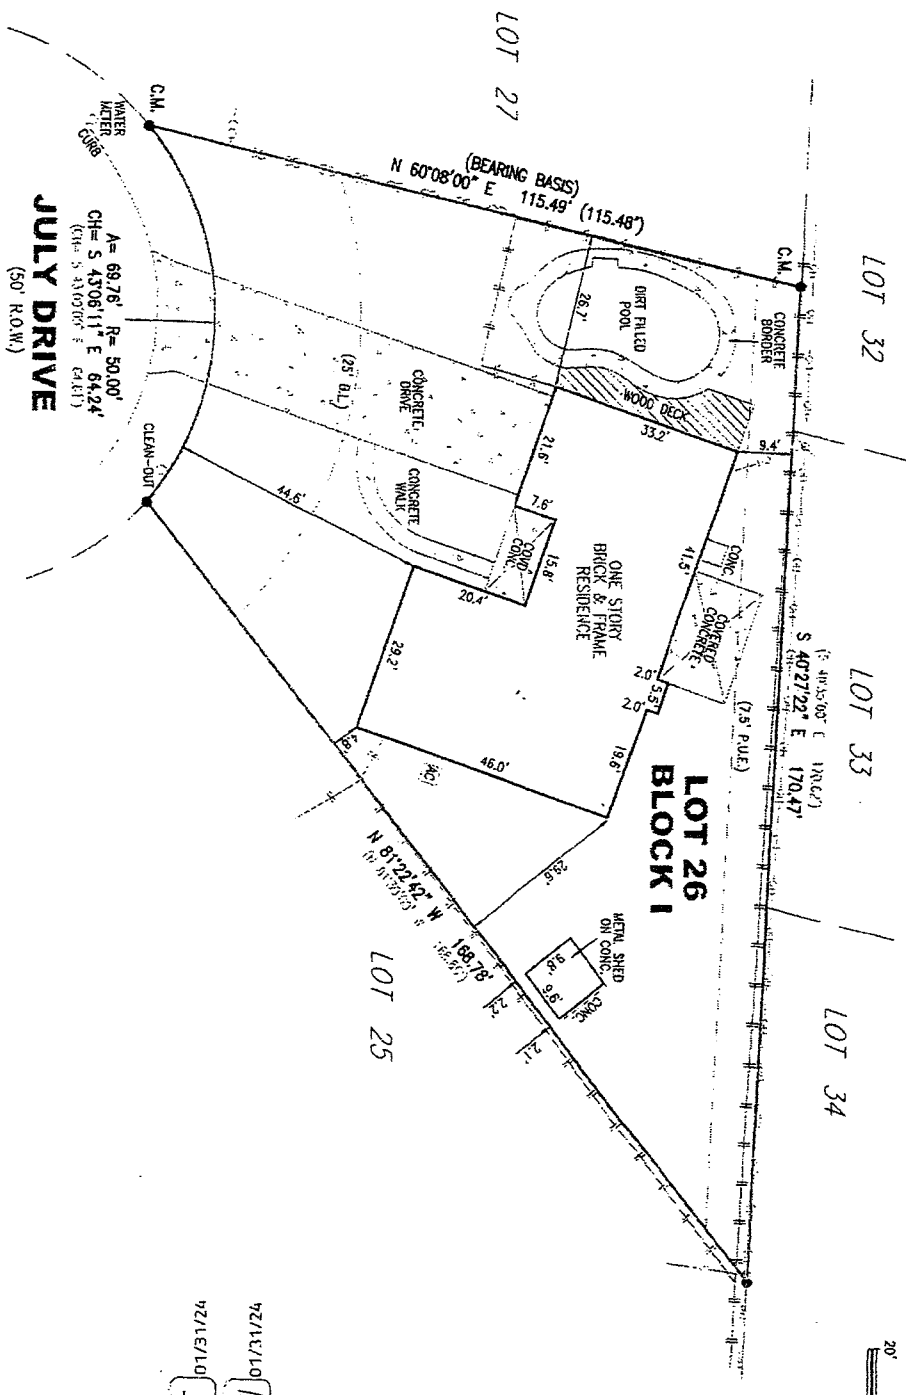 LOT 27
LOT 32
LOT 33
LOT 34
LOT 25
LOT 26
BLOCK I
JULY DRIVE
(50' R.O.W.)
A= 69.76' R= 50.00'
CH= S 43°06'11" E 64.24'
WATER
METER
CURB
C.M.
C.M.
(BEARING BASIS)
N 60°08'00" E 115.49' (115.48')
DIRT FILLED
POOL
CONCRETE
BORDER
26.7'
WOOD DECK
33.2'
9.4'
CONCRETE
DRIVE
(25' B.L.)
CONCRETE
WALK
CLEAN-OUT
44.6'
21.6'
7.6'
COV'D
CONC.
15.8'
20.4'
ONE STORY
BRICK & FRAME
RESIDENCE
CONC
41.5'
COVERED
CONCRETE
2.0'
5.5'
2.0'
(7.5' P.U.E.)
19.6'
29.2'
4.8'
46.0'
AC
29.6'
S 40°27'22" E 170.47'
N 81°22'42" W 168.78'
METAL SHED
ON CONC.
9.8'
9.6'
CONC
2.2'
2.1'
01/31/24
01/31/24
20'